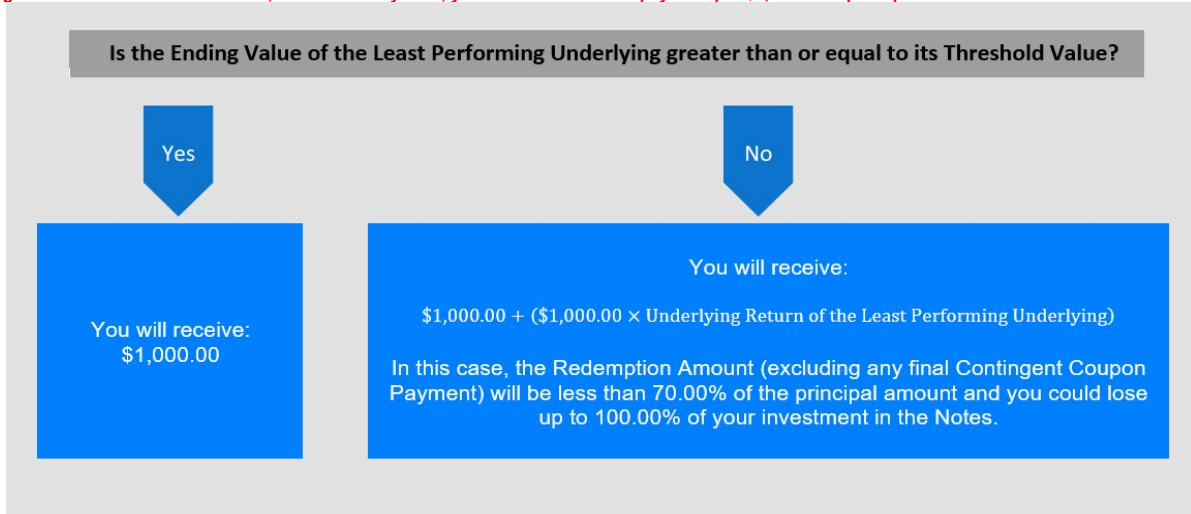 Is the Ending Value of the Least Performing Underlying greater than or equal to its Threshold Value?
Yes
No
You will receive:
$1,000.00
You will receive:
$1,000.00 + ($1,000.00 × Underlying Return of the Least Performing Underlying)
In this case, the Redemption Amount (excluding any final Contingent Coupon
Payment) will be less than 70.00% of the principal amount and you could lose
up to 100.00% of your investment in the Notes.